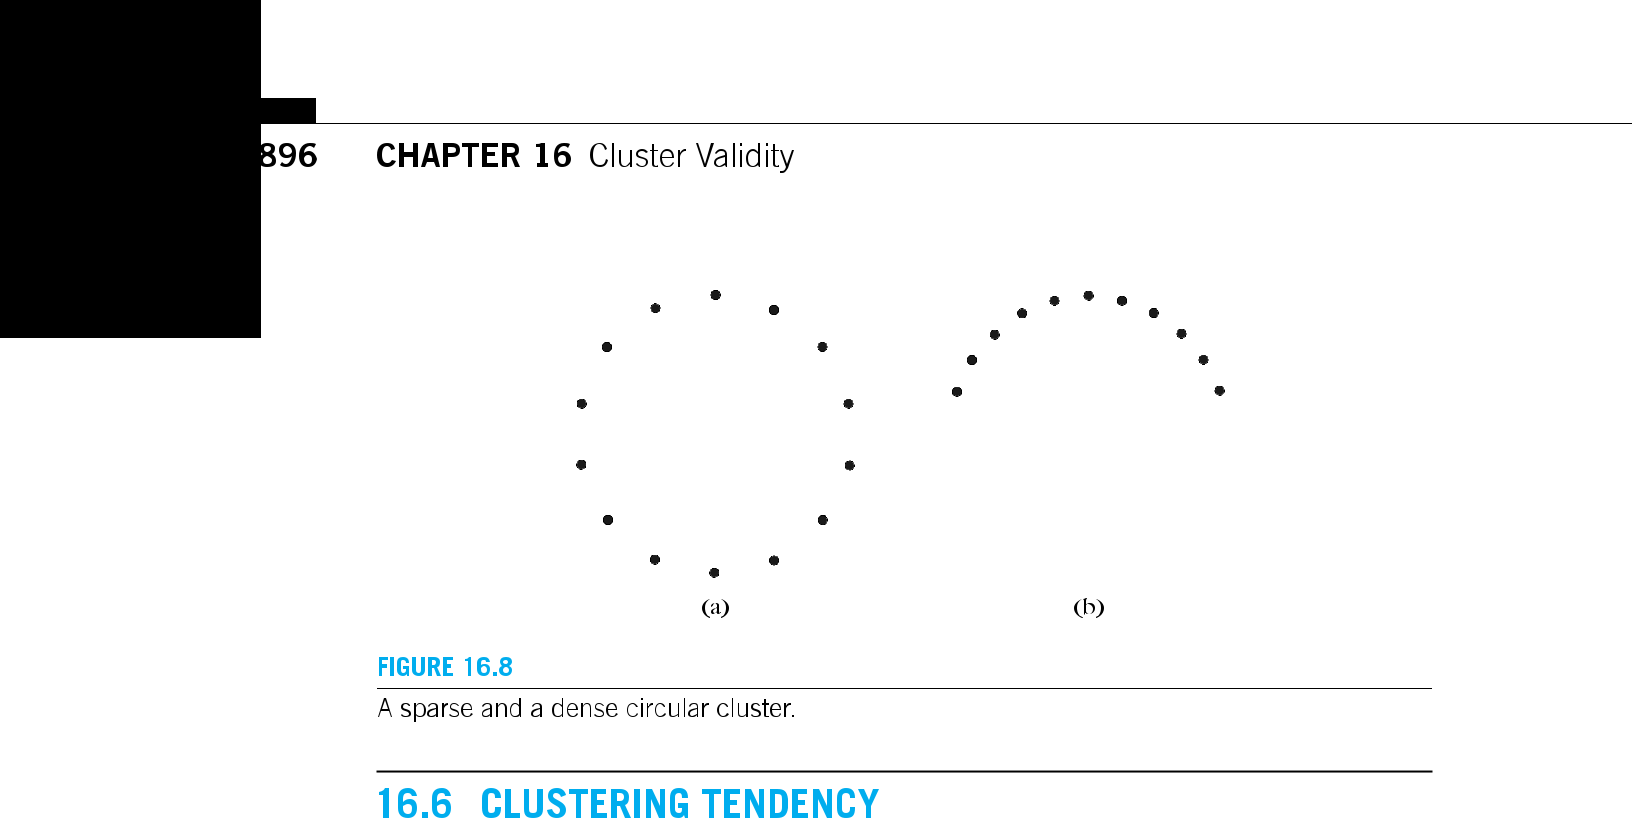 896 CHAPTER 16 Cluster Validity
(a) (b)
FIGURE 16.8
A sparse and a dense circular cluster.
16.6 CLUSTERING TENDENCY